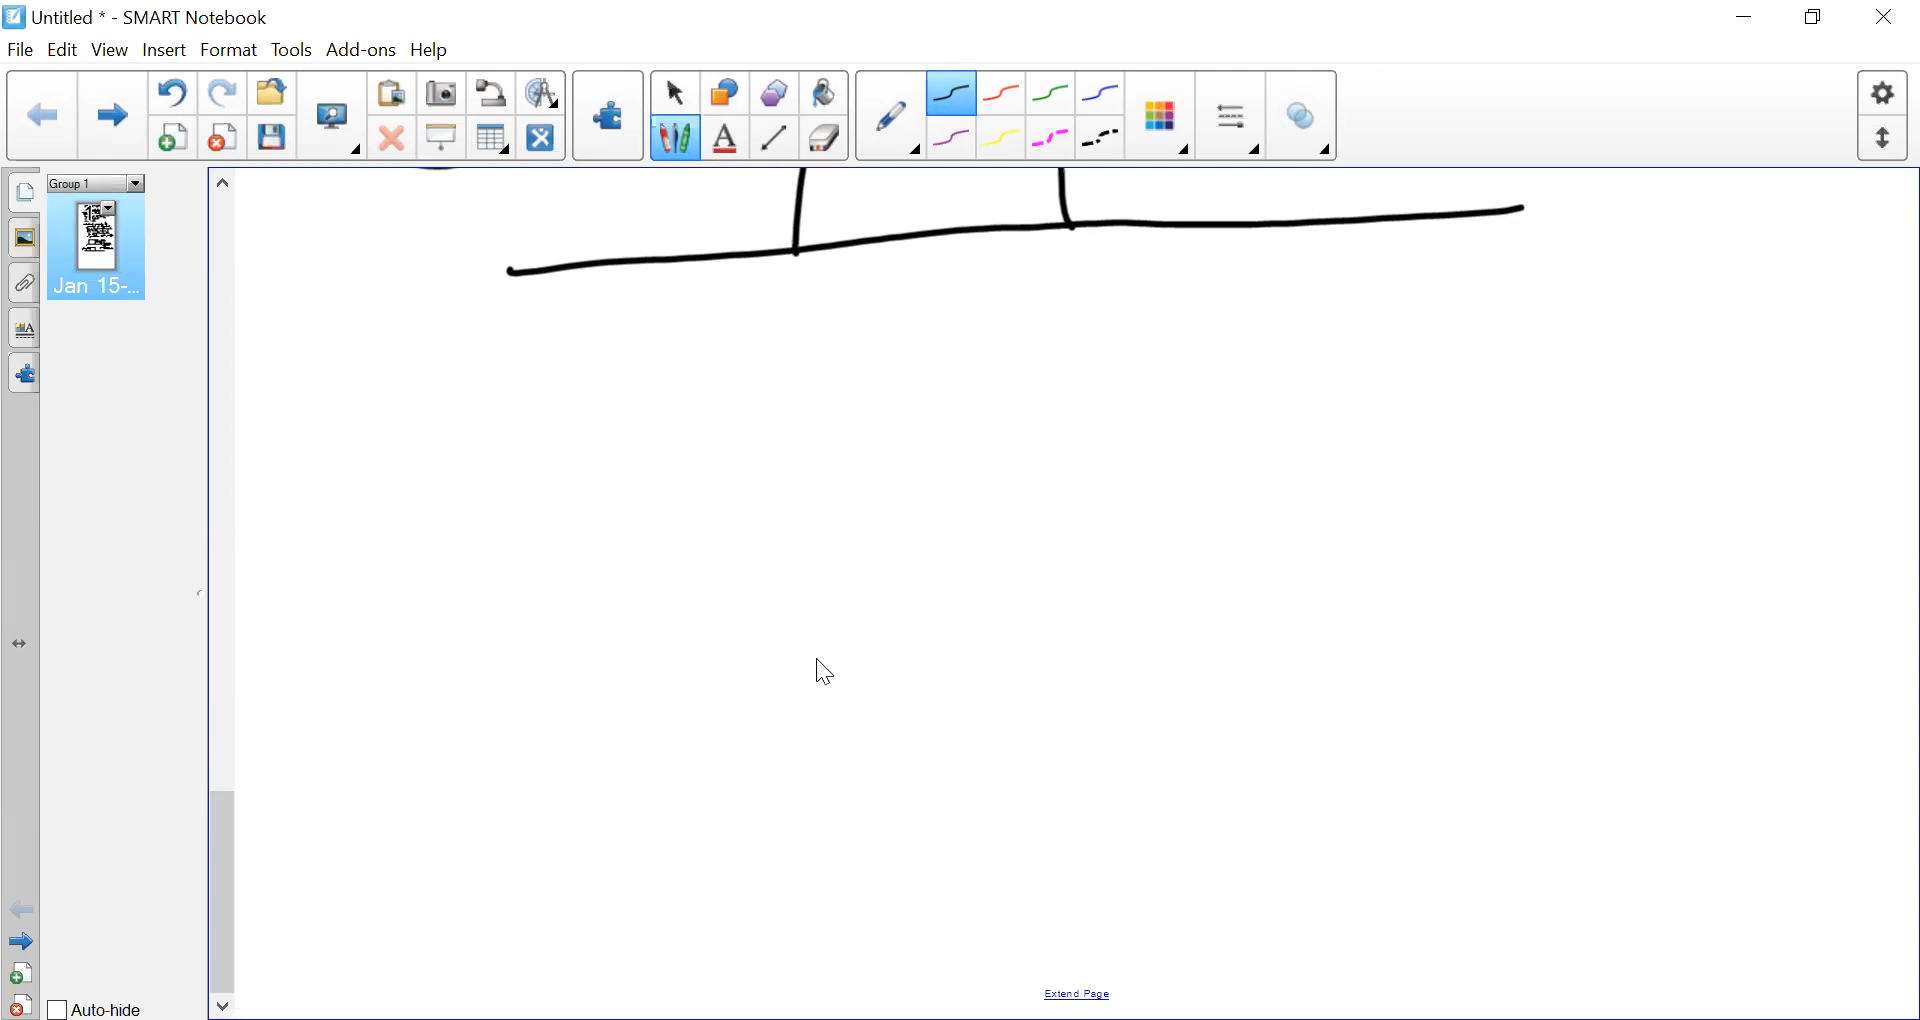 Untitled * - SMART Notebook
File Edit View Insert Format Tools Add-ons Help
Group 1
Jan 15-...
Extend Page
Auto-hide